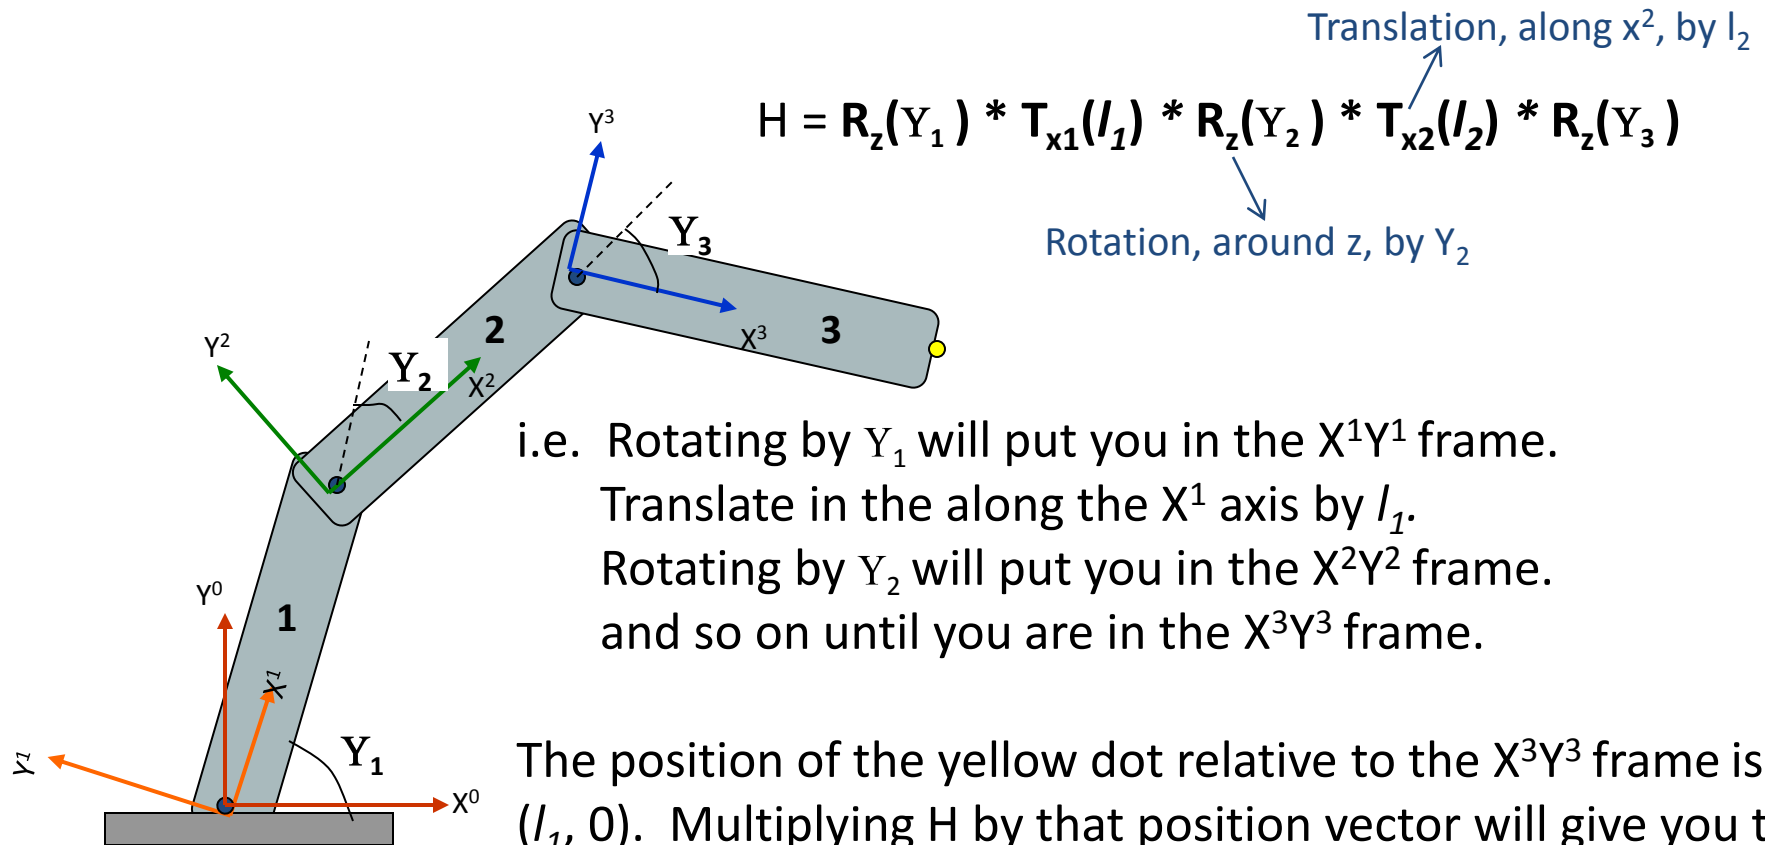 Translation, along x², by l₂
H = R_z(ϒ₁ ) * T_x1(l₁) * R_z(ϒ₂ ) * T_x2(l₂) * R_z(ϒ₃ )
Rotation, around z, by Y₂
Y³
ϒ₃
X³
3
2
Y²
ϒ₂
X²
i.e. Rotating by ϒ₁ will put you in the X¹Y¹ frame.
Translate in the along the X¹ axis by l₁.
Rotating by ϒ₂ will put you in the X²Y² frame.
and so on until you are in the X³Y³ frame.
Y⁰
1
X¹
Y¹
ϒ₁
X⁰
The position of the yellow dot relative to the X³Y³ frame is
(l₁, 0). Multiplying H by that position vector will give you t